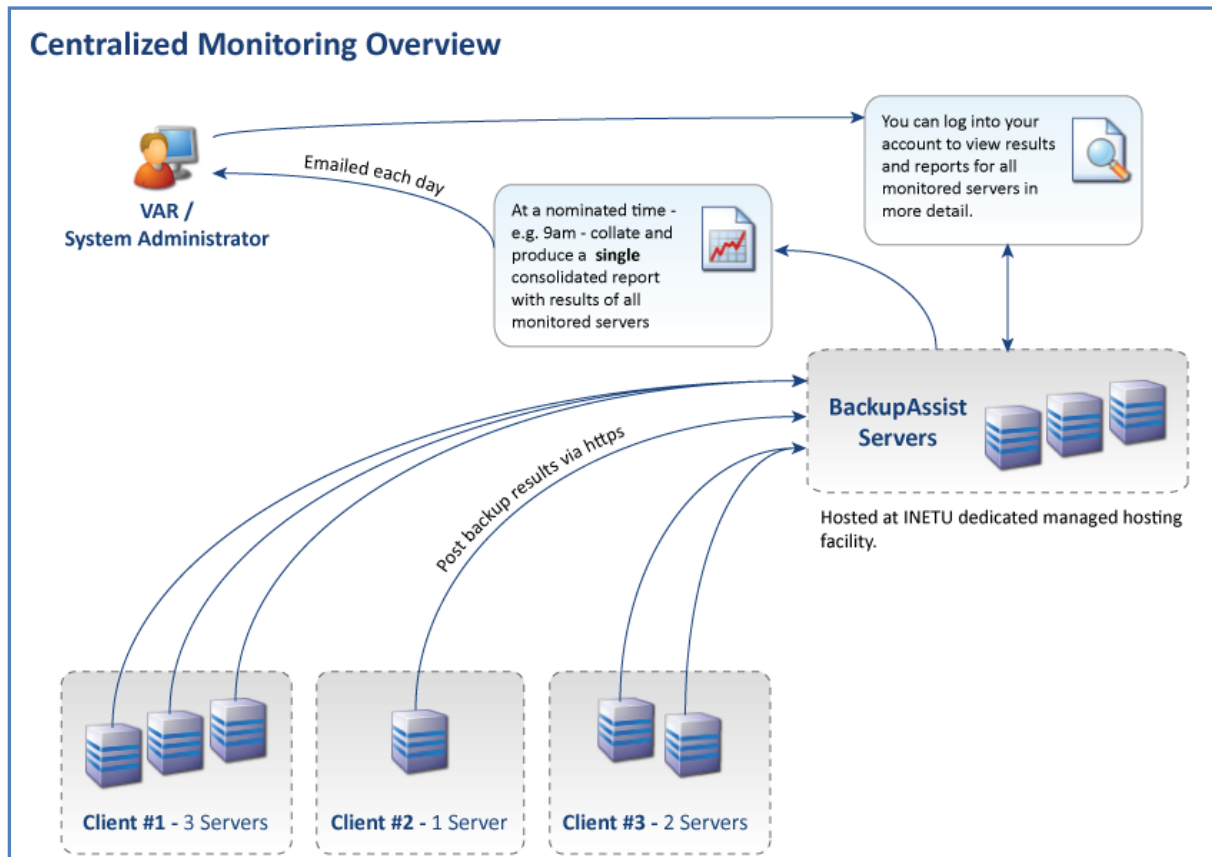 Centralized Monitoring Overview
VAR /
System Administrator
Emailed each day
At a nominated time -
e.g. 9am - collate and
produce a single
consolidated report
with results of all
monitored servers
You can log into your
account to view results
and reports for all
monitored servers in
more detail.
BackupAssist
Servers
Hosted at INETU dedicated managed hosting
facility.
Post backup results via https
Client #1 - 3 Servers
Client #2 - 1 Server
Client #3 - 2 Servers